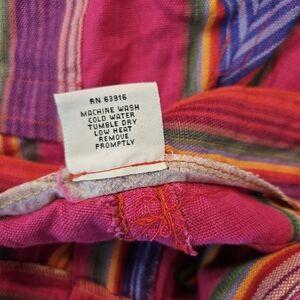 RN 63916
MACHINE WASH
COLD WATER
TUMBLE DRY
LOW HEAT
REMOVE
PROMPTLY